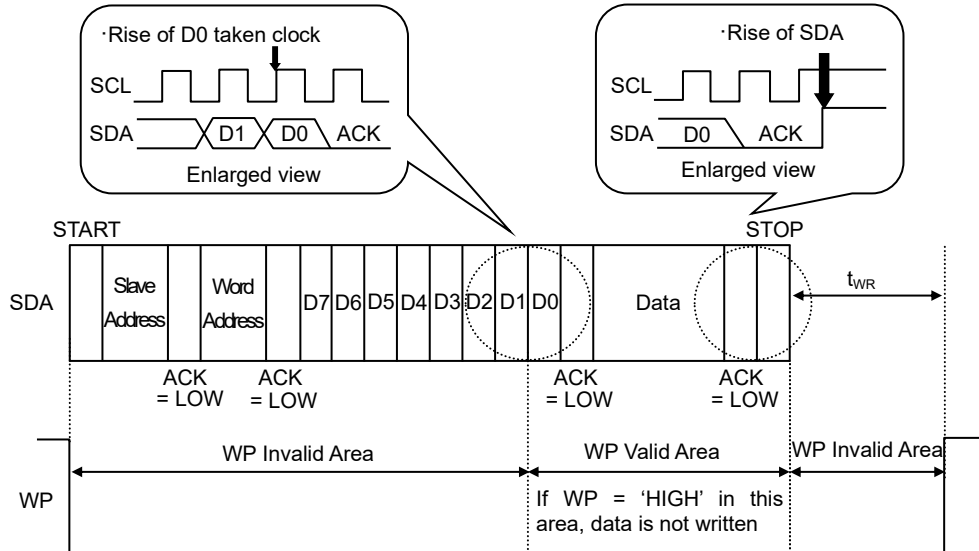 ·Rise of D0 taken clock
SCL
SDA
D1
D0
ACK
Enlarged view
·Rise of SDA
SCL
SDA
D0
ACK
Enlarged view
START
STOP
SDA
Slave
Address
Word
Address
D7
D6
D5
D4
D3
D2
D1
D0
Data
tWR
ACK
= LOW
ACK
= LOW
ACK
= LOW
ACK
= LOW
WP Invalid Area
WP Valid Area
WP Invalid Area
WP
If WP = ‘HIGH’ in this
area, data is not written